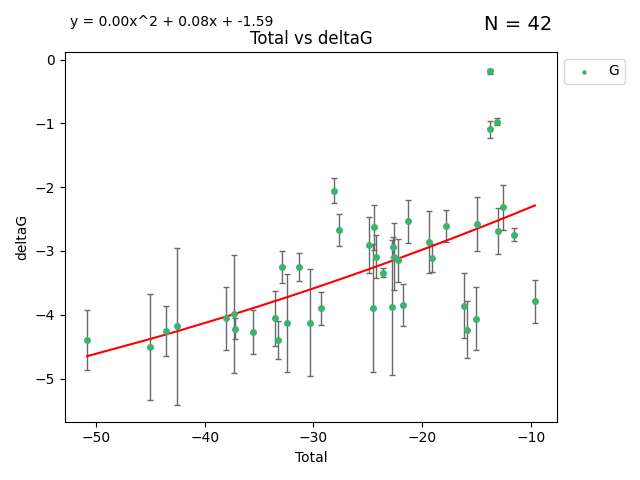 y = 0.00x^2 + 0.08x + -1.59
N = 42
Total vs deltaG
G
deltaG
0
−1
−2
−3
−4
−5
−50 −40 −30 −20 −10
Total